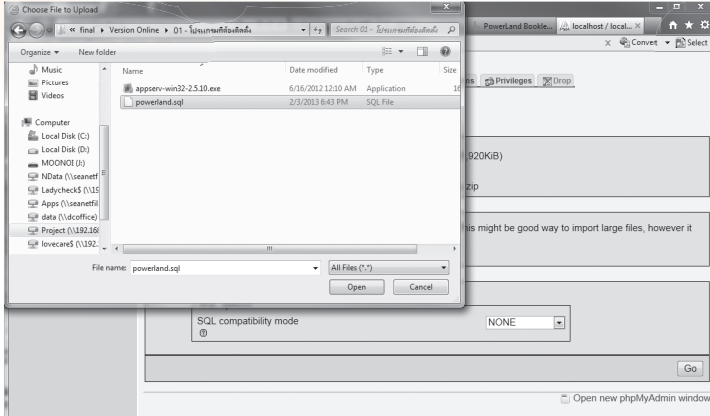 Choose File to Upload
« final ▸ Version Online ▸ 01 - โปรแกรมที่ต้องติดตั้ง
Search 01 - โปรแกรมที่ต้องติดตั้ง
PowerLand Bookle...
localhost / local... ×
Convert
Select
Organize ▾
New folder
Music
Pictures
Videos
Computer
Local Disk (C:)
Local Disk (D:)
MOONOI (J:)
NData (\\seanetf
Ladycheck$ (\\19
Apps (\\seanetfil
data (\\dcoffice)
Project (\\192.168
lovecare$ (\\192.
Name
Date modified
Type
Size
appserv-win32-2.5.10.exe
6/16/2012 12:10 AM
Application
16
powerland.sql
2/3/2013 6:43 PM
SQL File
File name:
powerland.sql
All Files (*.*)
Open
Cancel
ns
Privileges
Drop
,920KiB)
zip
his might be good way to import large files, however it
SQL compatibility mode
NONE
Go
Open new phpMyAdmin window